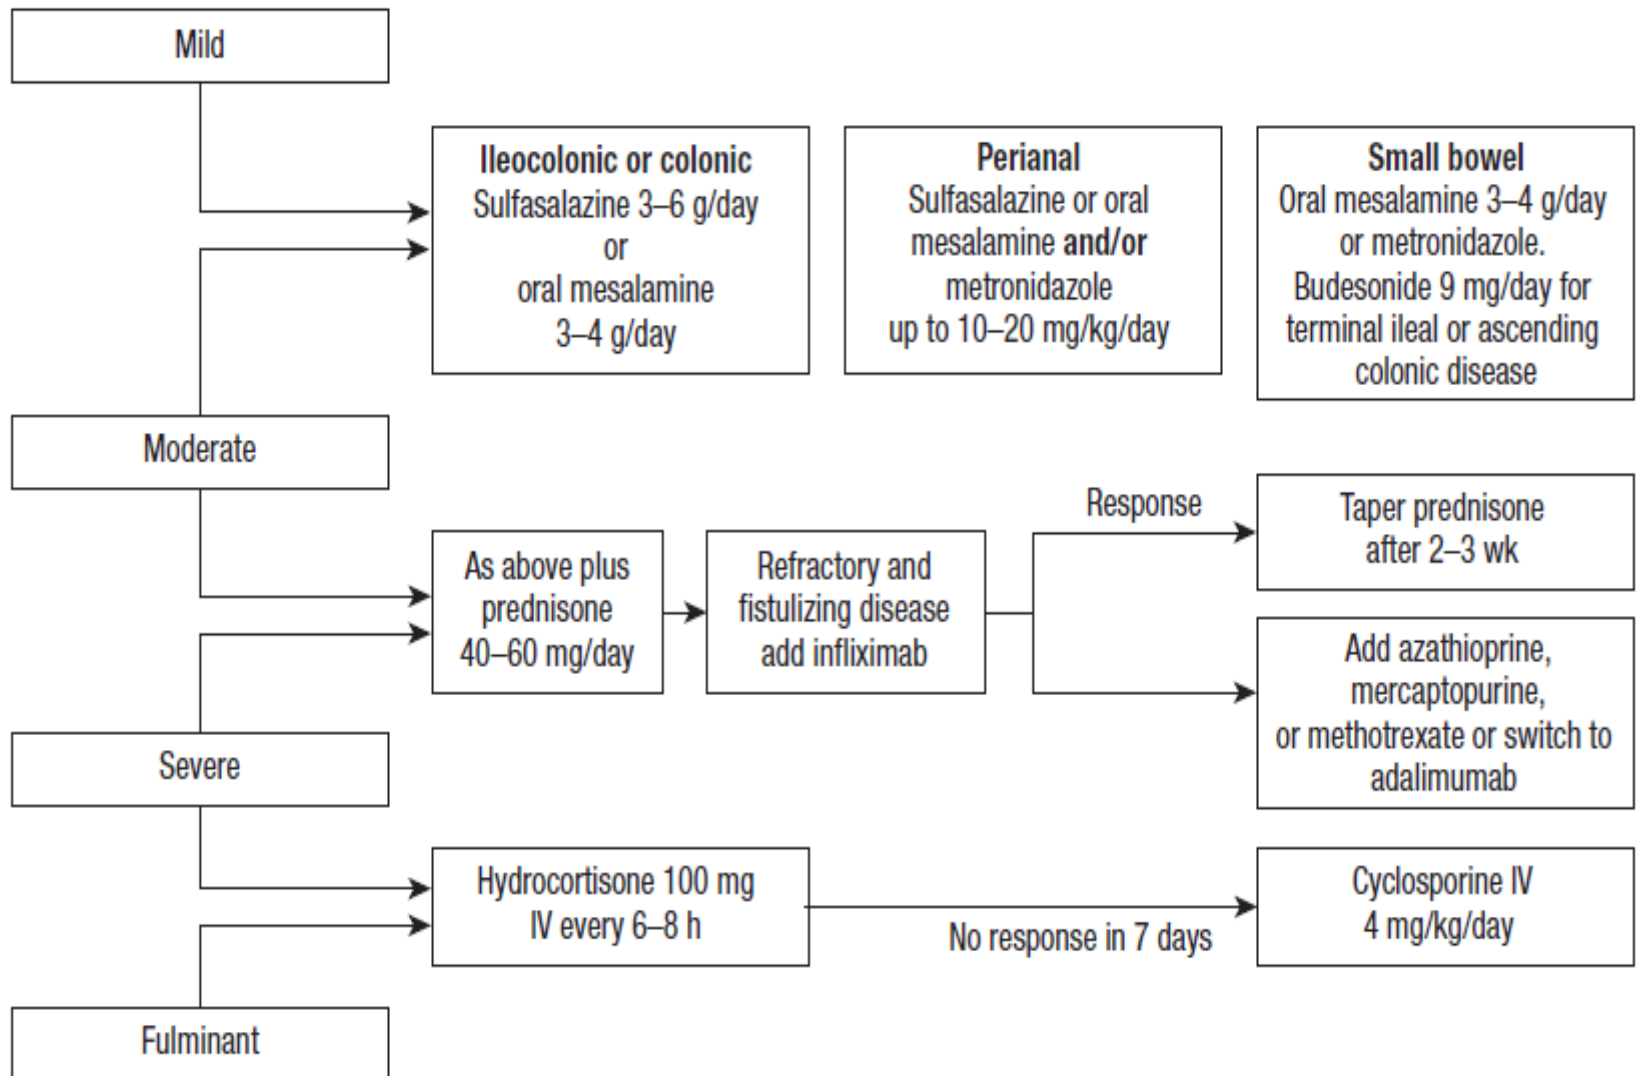 Mild
Ileocolonic or colonic
Sulfasalazine 3–6 g/day
or
oral mesalamine
3–4 g/day
Perianal
Sulfasalazine or oral
mesalamine and/or
metronidazole
up to 10–20 mg/kg/day
Small bowel
Oral mesalamine 3–4 g/day
or metronidazole.
Budesonide 9 mg/day for
terminal ileal or ascending
colonic disease
Moderate
As above plus
prednisone
40–60 mg/day
Refractory and
fistulizing disease
add infliximab
Response
Taper prednisone
after 2–3 wk
Add azathioprine,
mercaptopurine,
or methotrexate or switch to
adalimumab
Severe
Hydrocortisone 100 mg
IV every 6–8 h
No response in 7 days
Cyclosporine IV
4 mg/kg/day
Fulminant